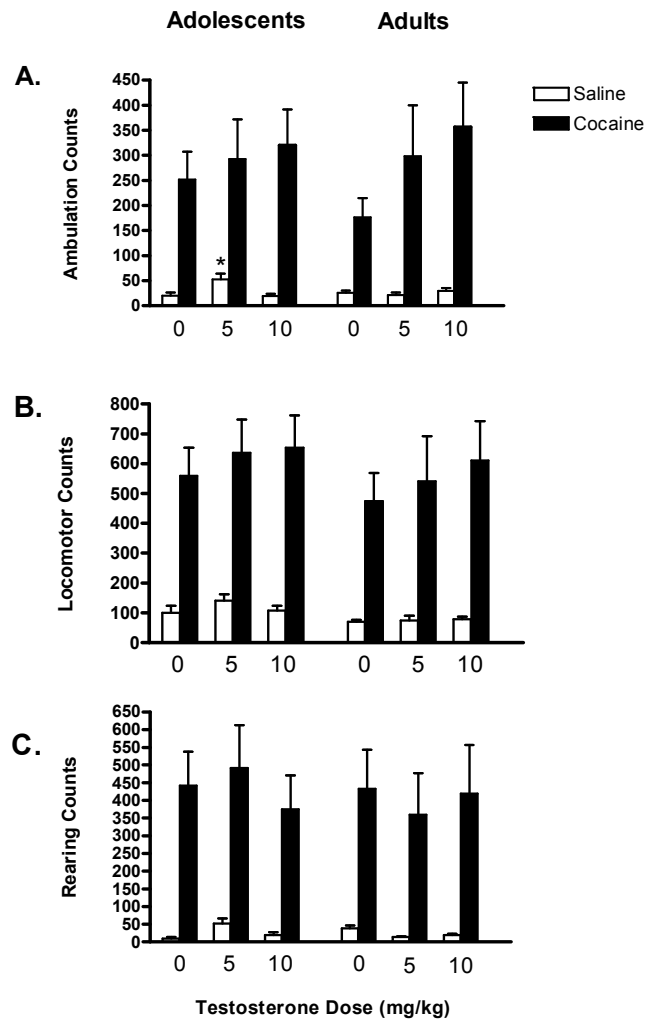 Adolescents Adults
A.
Saline
Cocaine
Ambulation Counts
450
400
350
300
250
200
150
100
50
0
*
0 5 10 0 5 10
B.
Locomotor Counts
800
700
600
500
400
300
200
100
0
0 5 10 0 5 10
C.
Rearing Counts
650
600
550
500
450
400
350
300
250
200
150
100
50
0
0 5 10 0 5 10
Testosterone Dose (mg/kg)